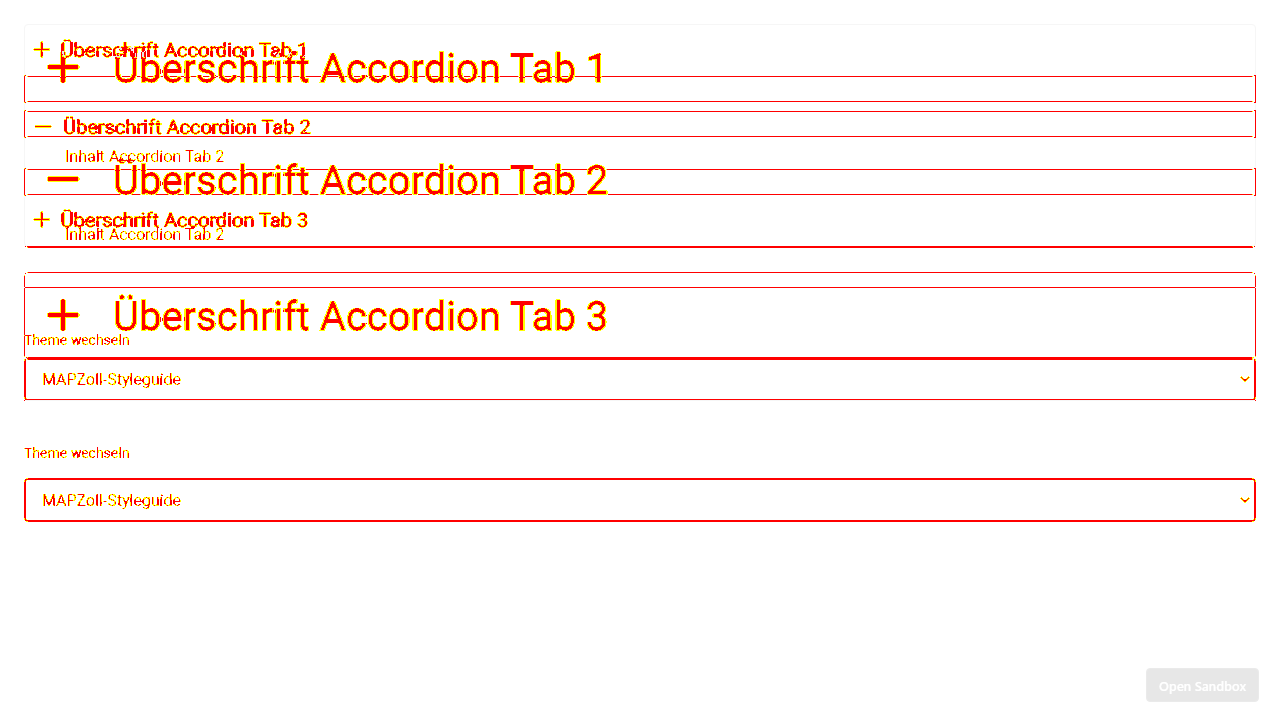 Überschrift Accordion Tab 1
Überschrift Accordion Tab 1
Überschrift Accordion Tab 2
Inhalt Accordion Tab 2
Überschrift Accordion Tab 2
Überschrift Accordion Tab 3
Inhalt Accordion Tab 2
Überschrift Accordion Tab 3
Theme wechseln
MAPZoll-Styleguide
Theme wechseln
MAPZoll-Styleguide
Open Sandbox